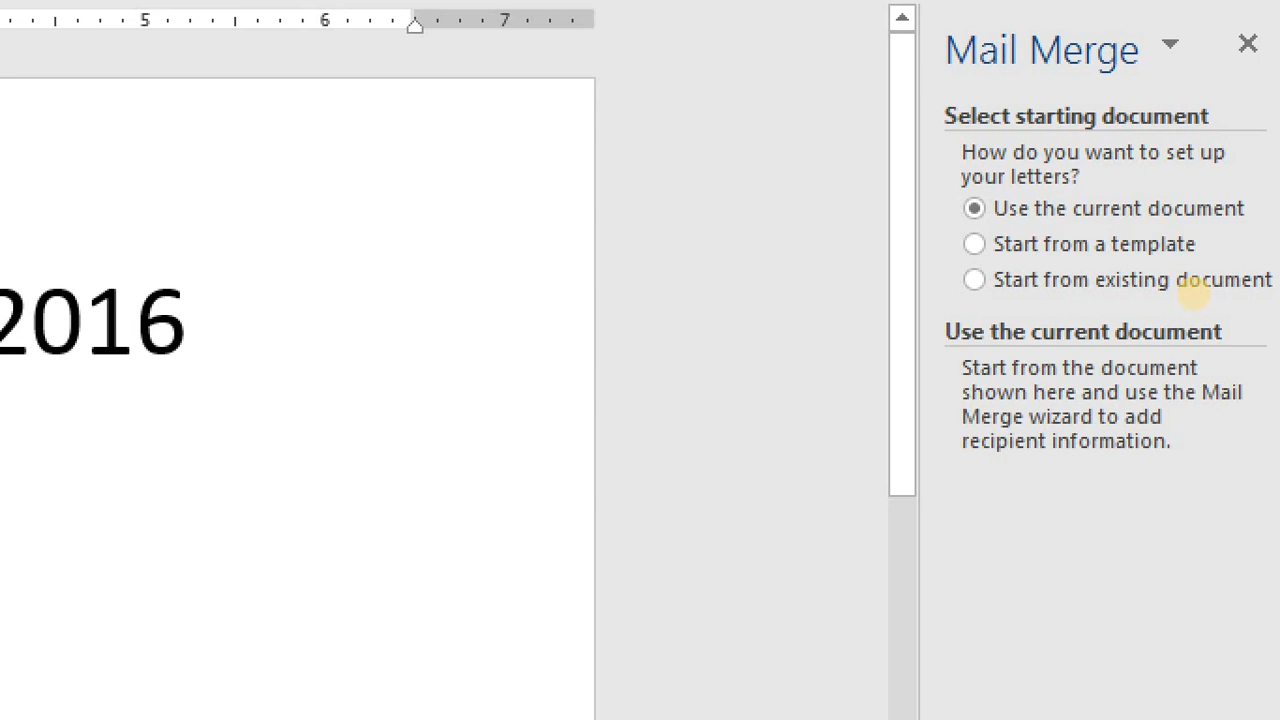 5 6 7
Mail Merge
Select starting document
How do you want to set up
your letters?
Use the current document
Start from a template
Start from existing document
2016
Use the current document
Start from the document
shown here and use the Mail
Merge wizard to add
recipient information.